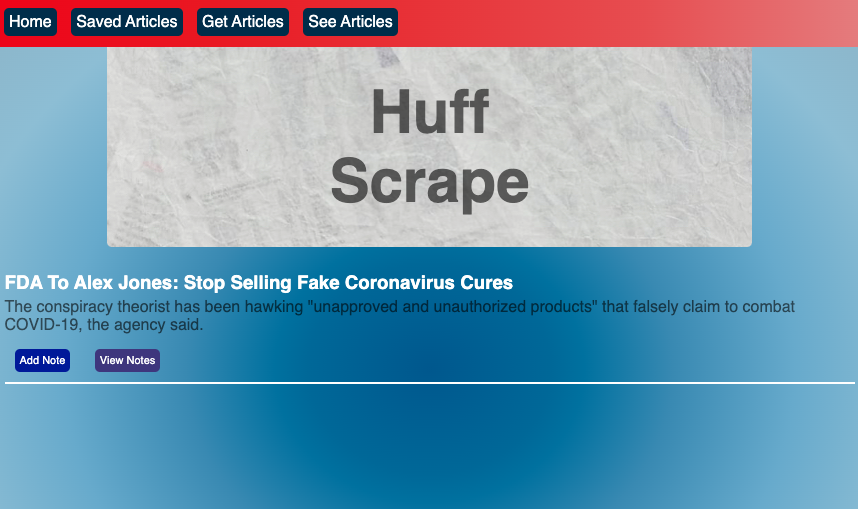 Home Saved Articles Get Articles See Articles
Huff
Scrape
FDA To Alex Jones: Stop Selling Fake Coronavirus Cures
The conspiracy theorist has been hawking "unapproved and unauthorized products" that falsely claim to combat
COVID-19, the agency said.
Add Note View Notes